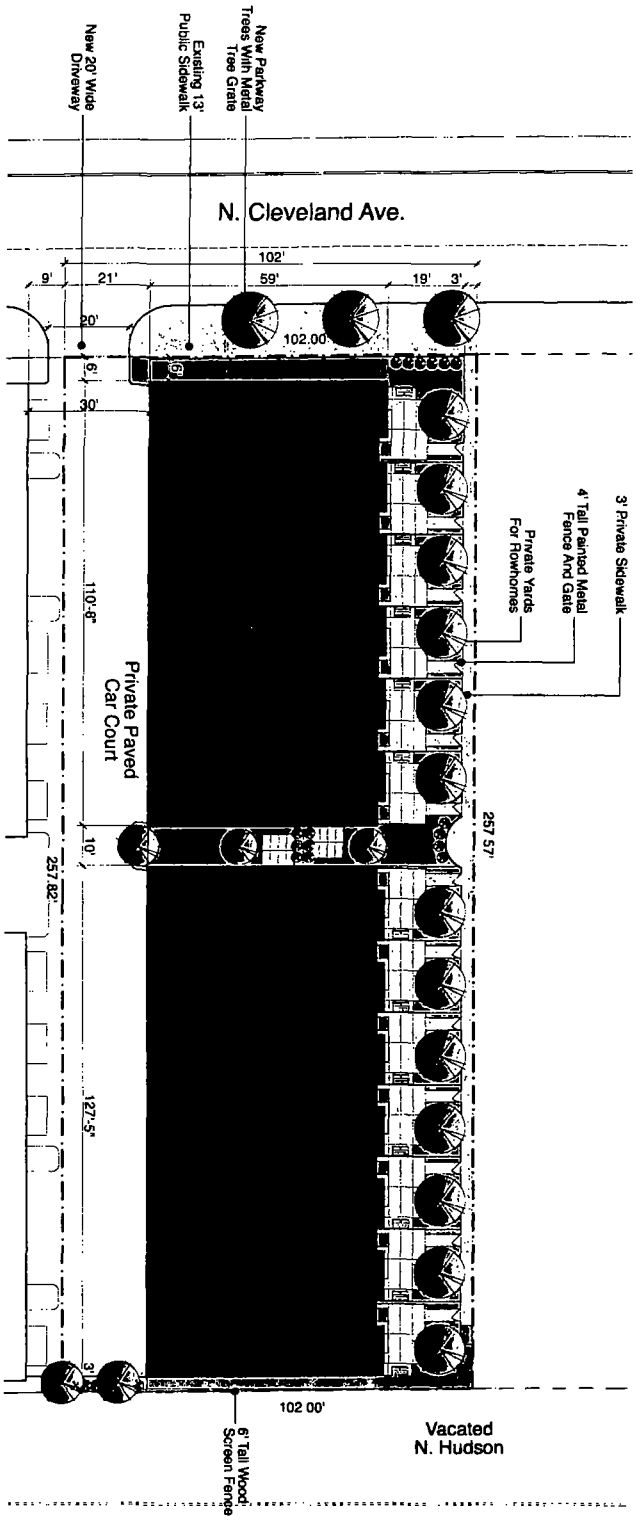 New Parkway
Trees With Metal
Tree Grate
Existing 13'
Public Sidewalk
New 20' Wide
Driveway
N. Cleveland Ave.
102'
9'
21'
59'
19'
3'
20'
102.00'
6'
6'
30'
3' Private Sidewalk
4' Tall Painted Metal
Fence And Gate
Private Yards
For Rowhomes
110'-8"
Private Paved
Car Court
10'
257 57'
257.82'
127'-5"
3'
102 00'
6' Tall Wood
Screen Fence
Vacated
N. Hudson